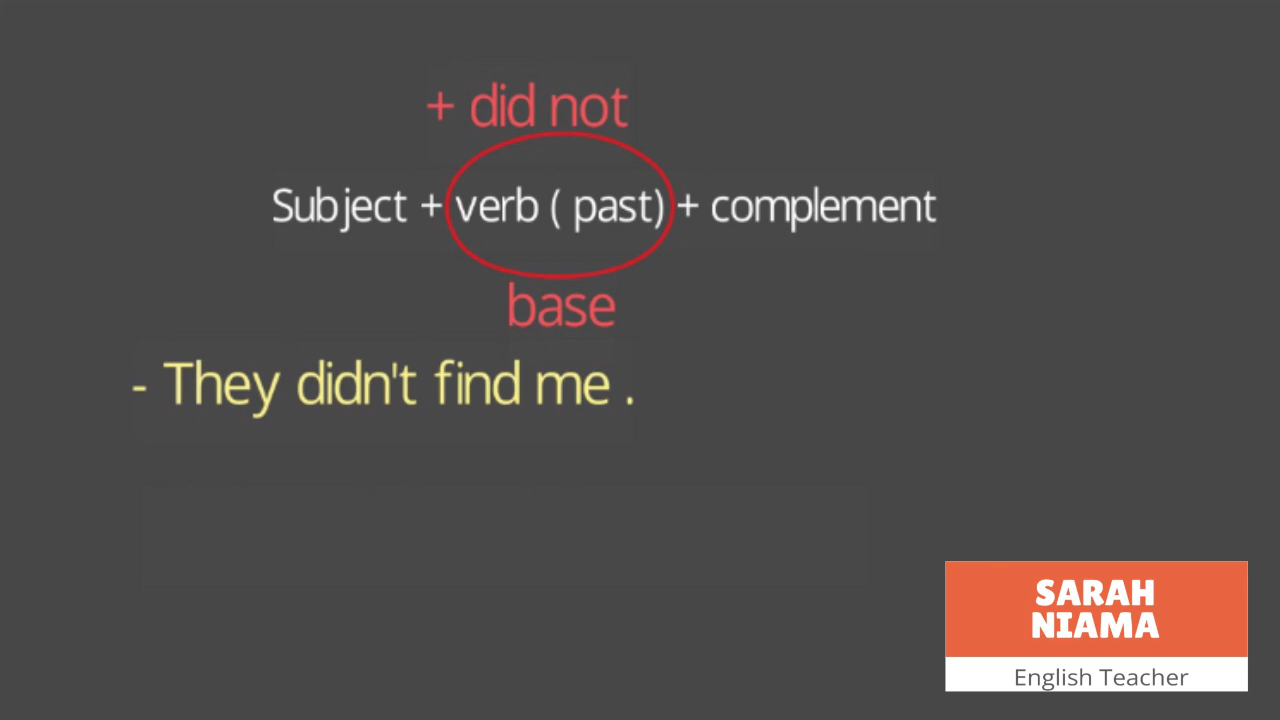 + did not
Subject + verb ( past) + complement
base
- They didn't find me .
SARAH
NIAMA
English Teacher